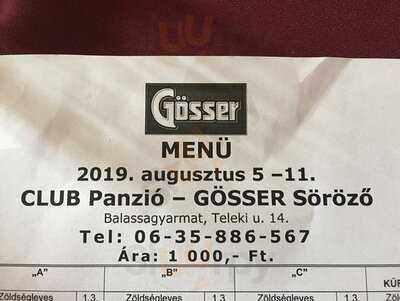 Gösser
MENÜ
2019. augusztus 5 –11.
CLUB Panzió – GÖSSER Söröző
Balassagyarmat, Teleki u. 14.
Tel: 06-35-886-567
Ára: 1 000,- Ft.
„A" „B" „C"
Zöldségleves 1.3. Zöldségleves 1.3. Zöldségleves 1.3.